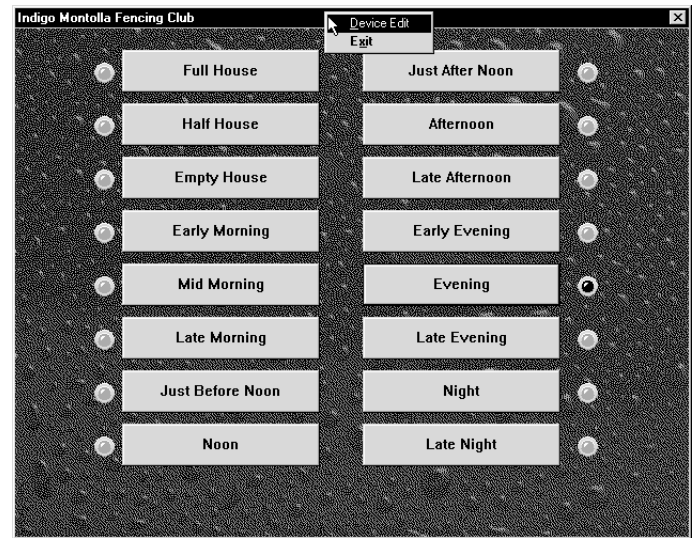 Indigo Montolla Fencing Club
Device Edit
Exit
Full House
Half House
Empty House
Early Morning
Mid Morning
Late Morning
Just Before Noon
Noon
Just After Noon
Afternoon
Late Afternoon
Early Evening
Evening
Late Evening
Night
Late Night